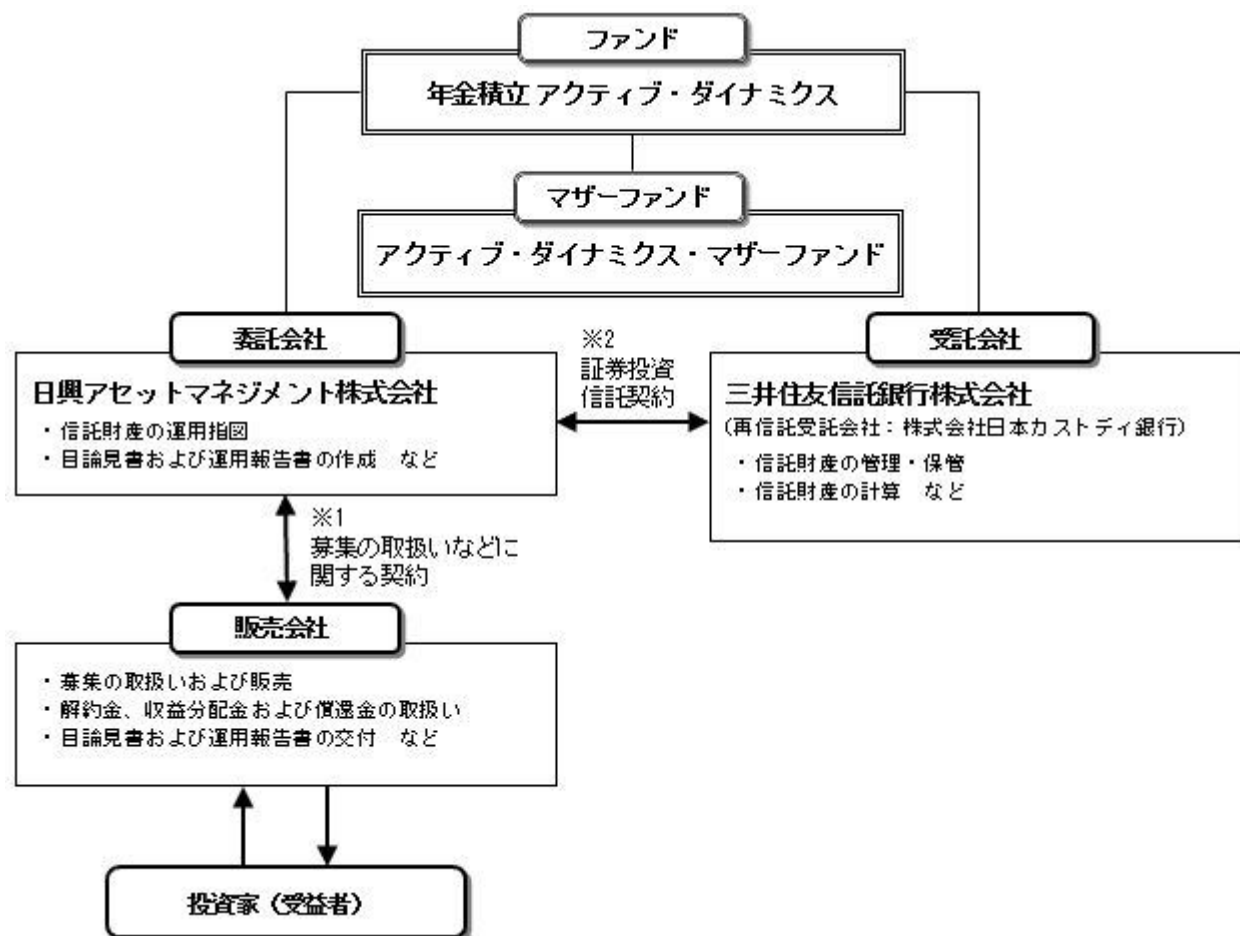 ファンド
年金積立 アクティブ・ダイナミクス
マザーファンド
アクティブ・ダイナミクス・マザーファンド
委託会社
日興アセットマネジメント株式会社
・信託財産の運用指図
・目論見書および運用報告書の作成　など
※2
証券投資
信託契約
受託会社
三井住友信託銀行株式会社
(再信託受託会社：株式会社日本カストディ銀行)
・信託財産の管理・保管
・信託財産の計算　など
※1
募集の取扱いなどに
関する契約
販売会社
・募集の取扱いおよび販売
・解約金、収益分配金および償還金の取扱い
・目論見書および運用報告書の交付　など
投資家（受益者）